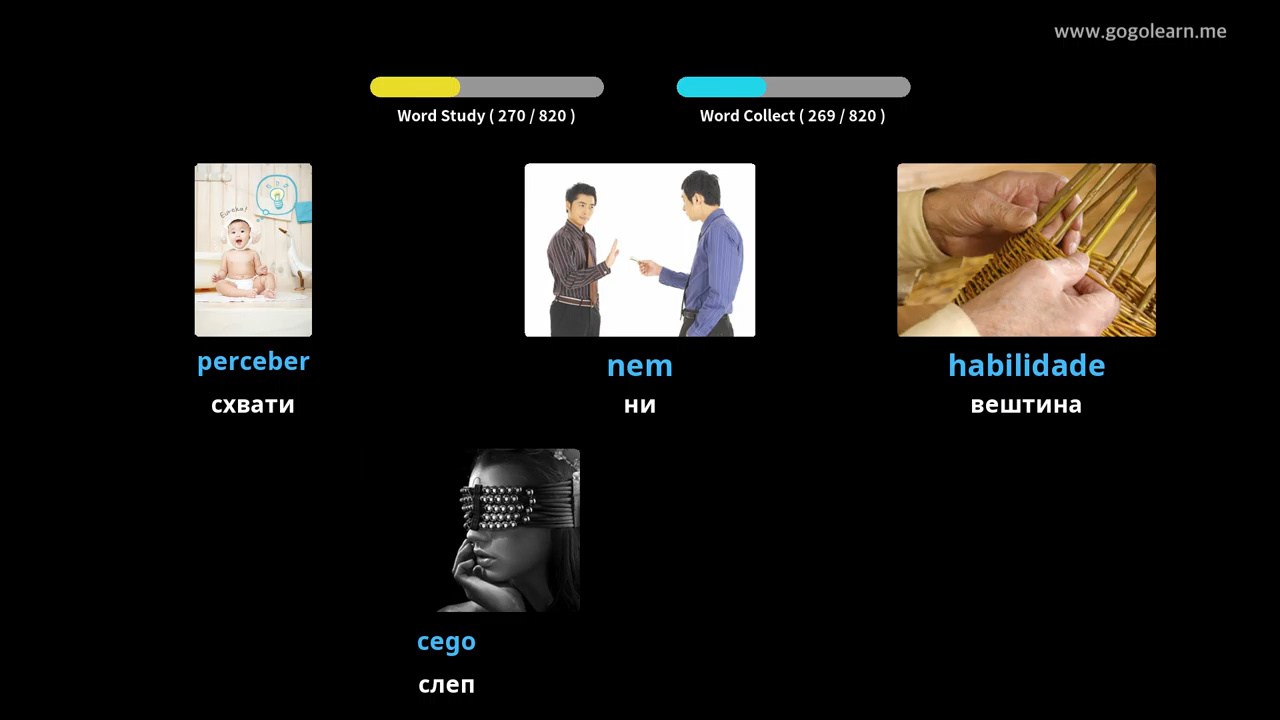 www.gogolearn.me
Word Study ( 270 / 820 )
Word Collect ( 269 / 820 )
Eureka!
perceber
nem
habilidade
схвати
ни
вештина
cego
слеп